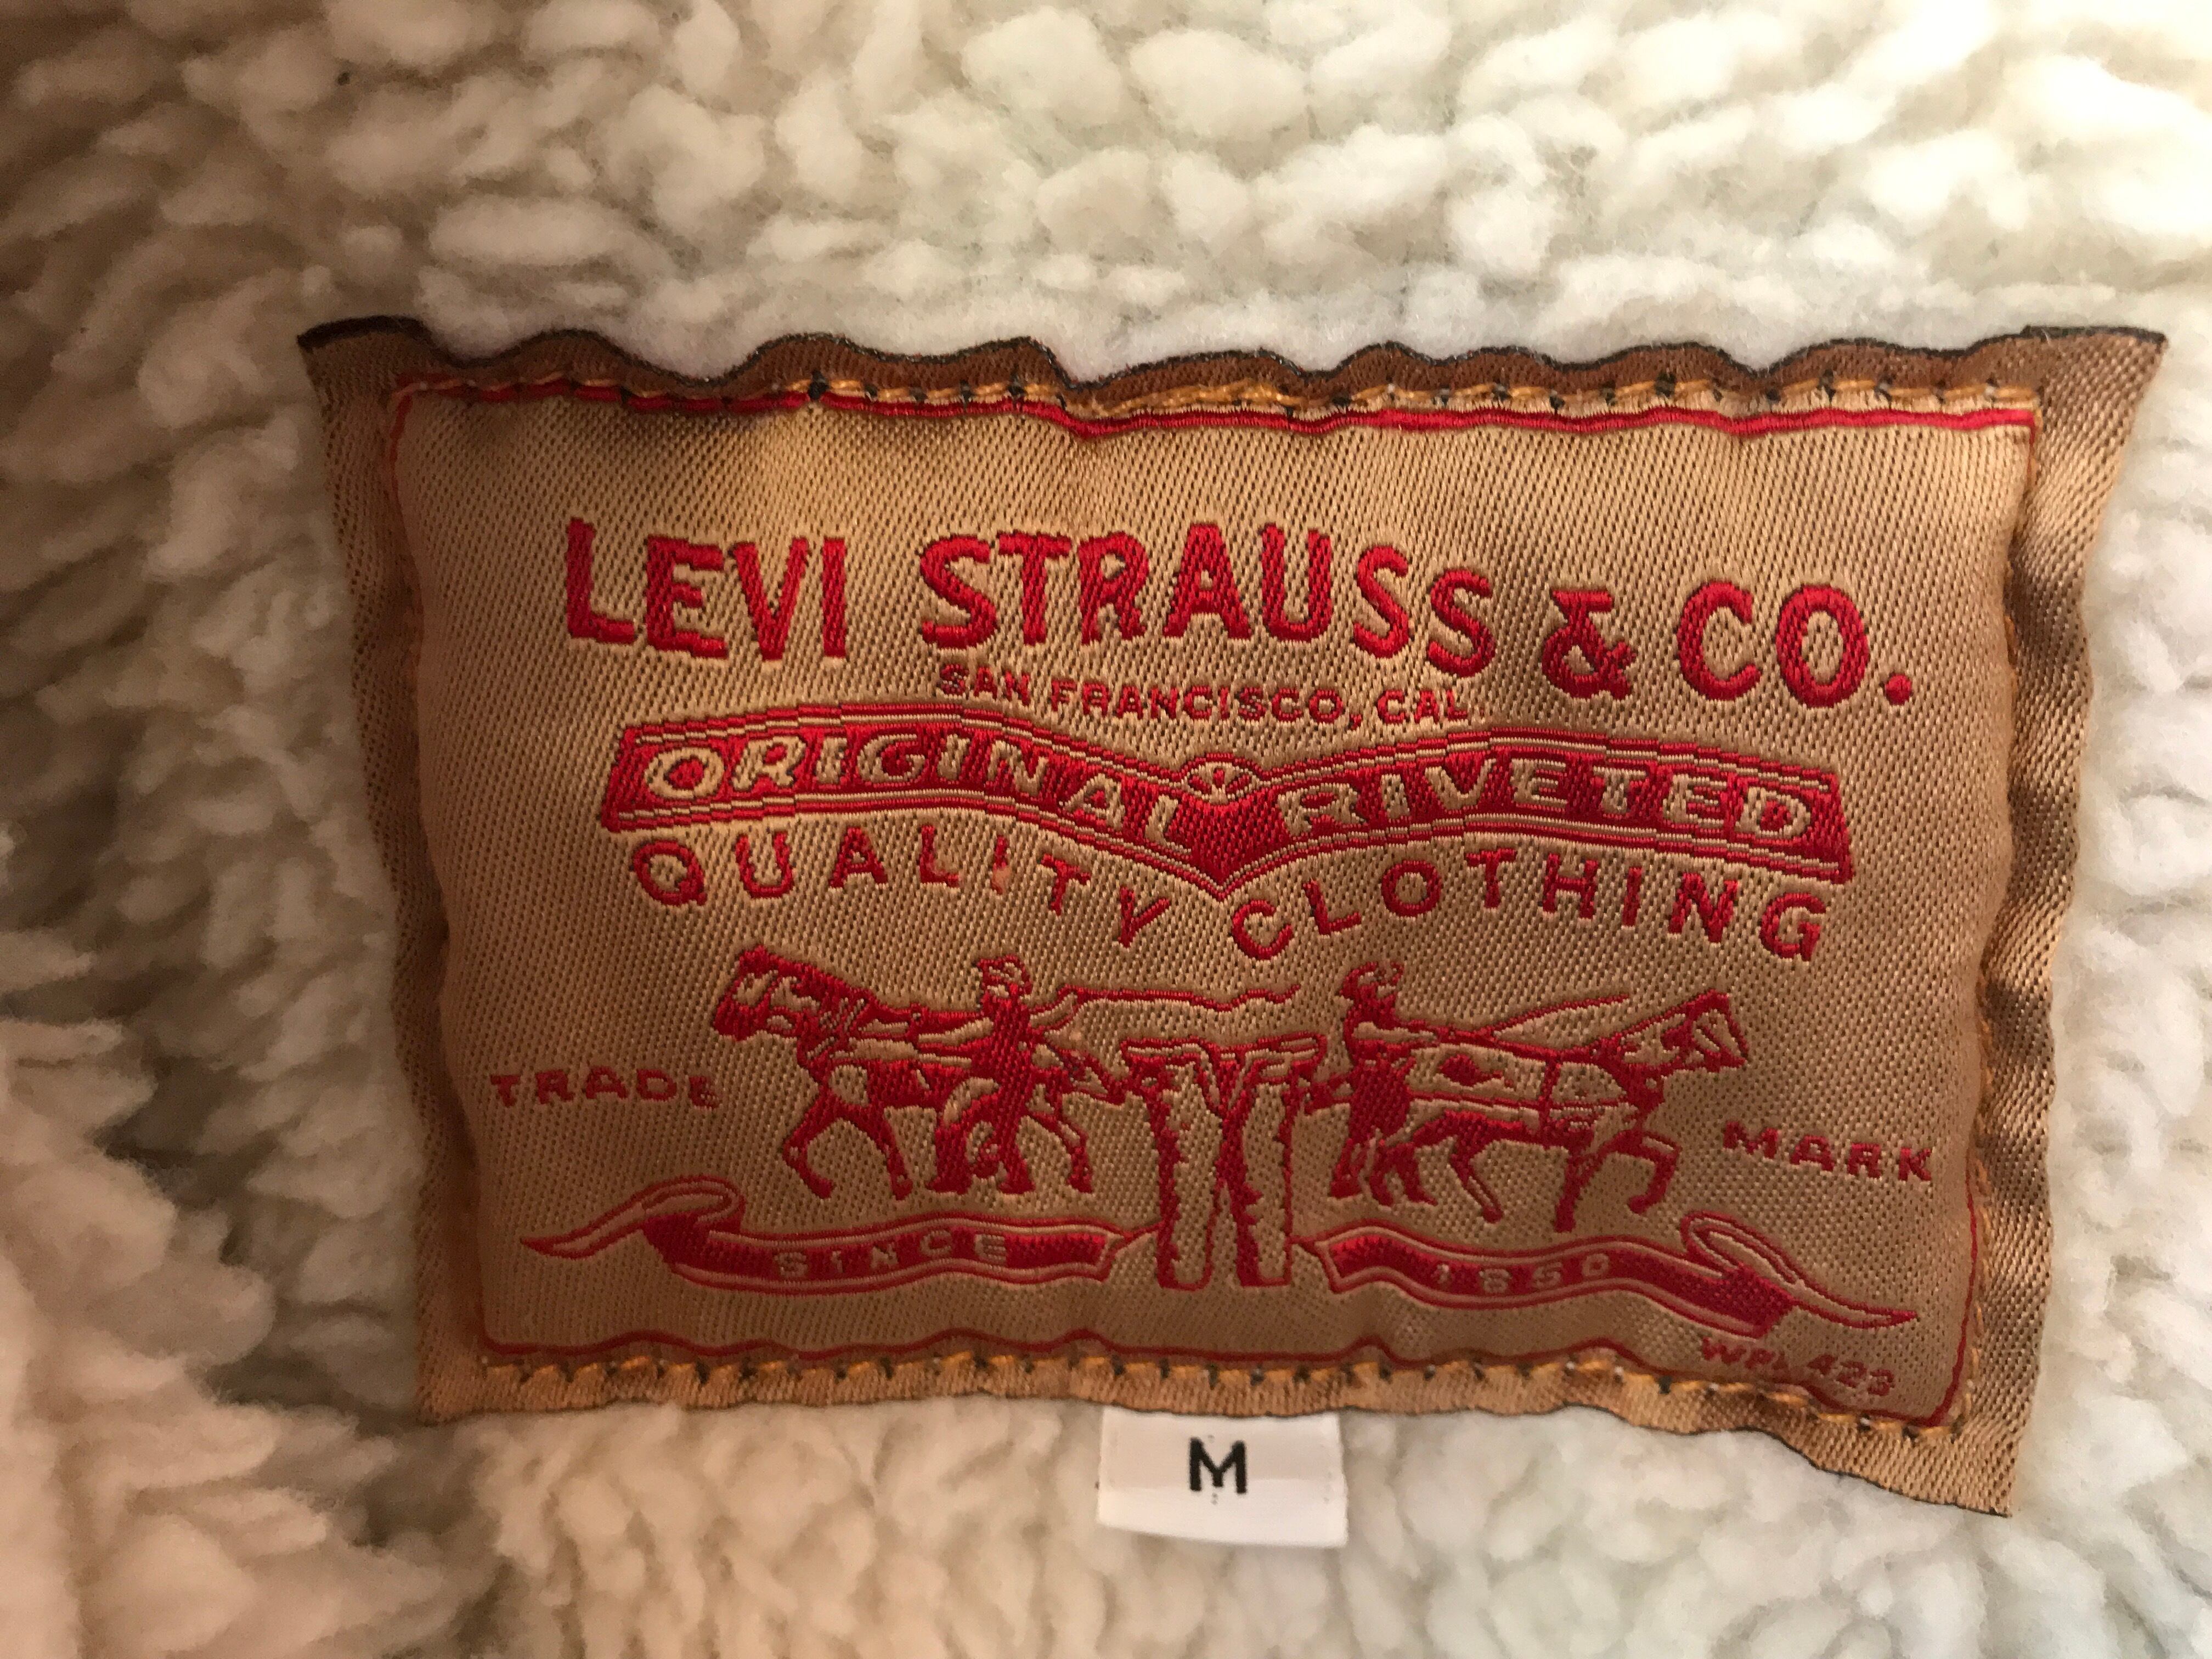 LEVI STRAUSS & CO.
SAN FRANCISCO, CAL
ORIGINAL RIVETED
QUALITY CLOTHING
TRADE MARK
SINCE 1850
WPL 423
M